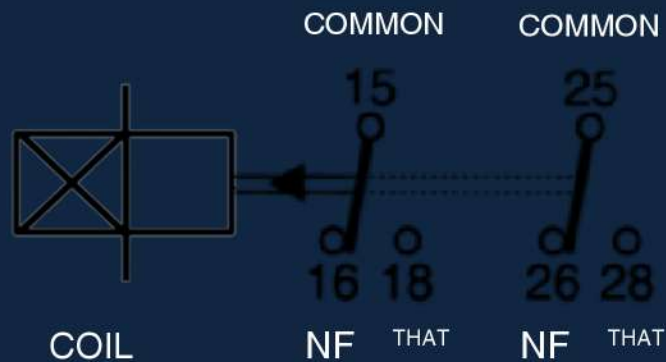 COMMON COMMON
15 25
16 18 26 28
COIL NF THAT NF THAT